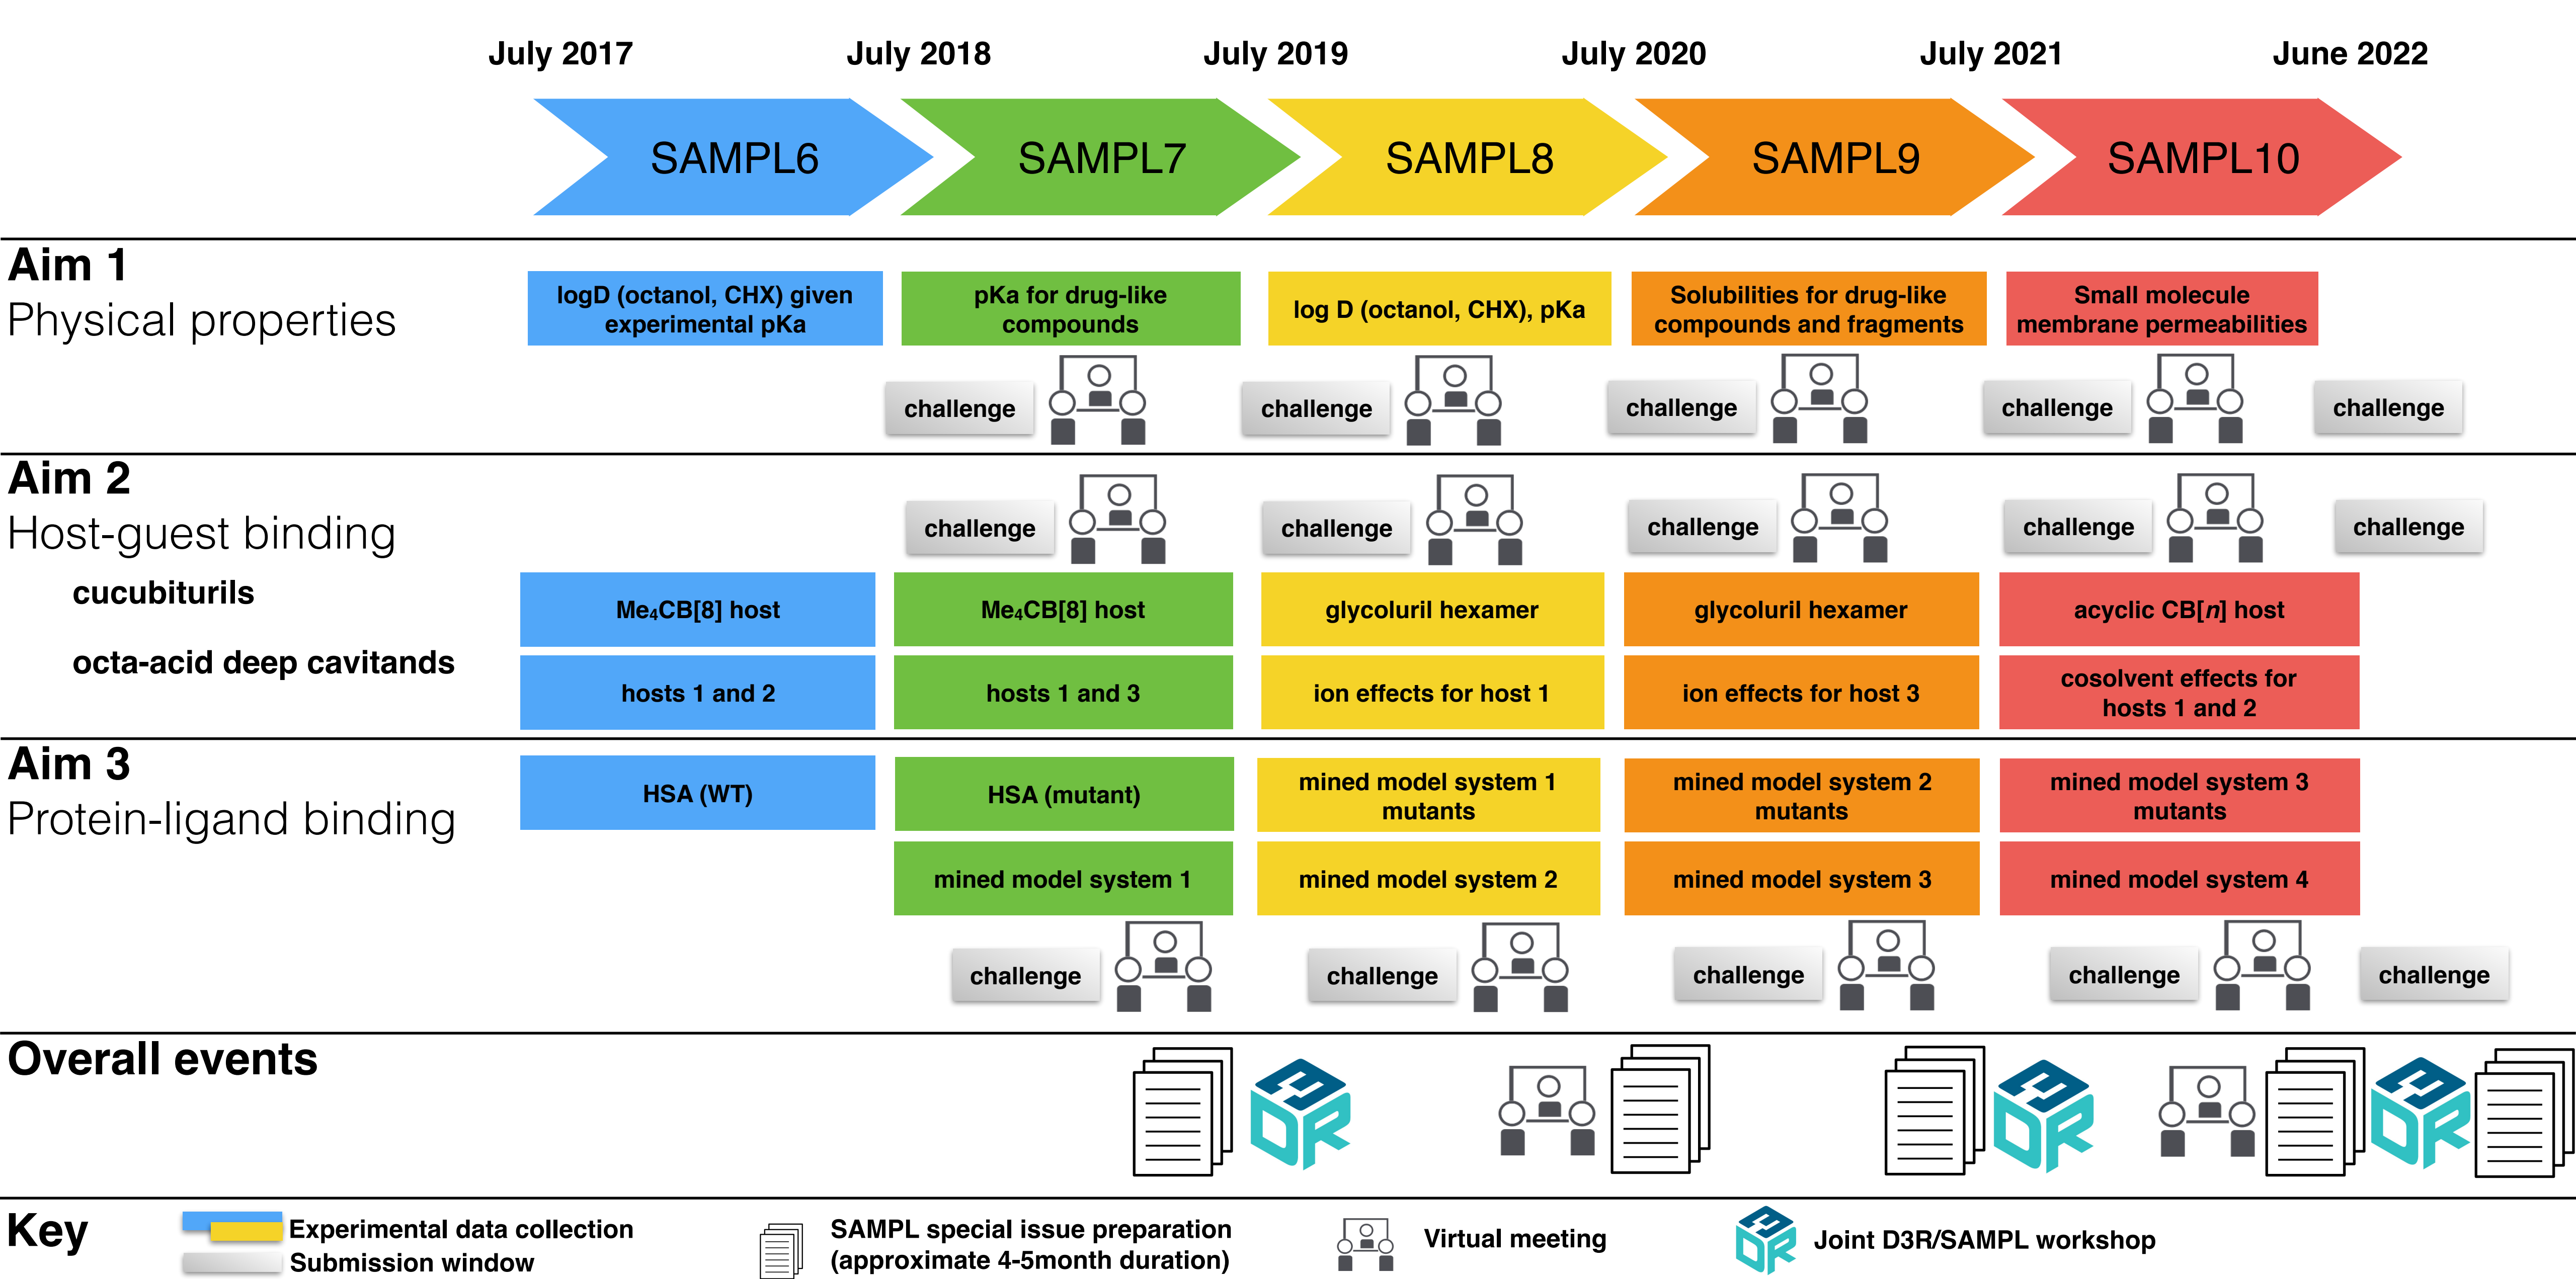 July 2017
July 2018
July 2019
July 2020
July 2021
June 2022
SAMPL6
SAMPL7
SAMPL8
SAMPL9
SAMPL10
Aim 1
Physical properties
logD (octanol, CHX) given
experimental pKa
pKa for drug-like
compounds
log D (octanol, CHX), pKa
Solubilities for drug-like
compounds and fragments
Small molecule
membrane permeabilities
challenge
challenge
challenge
challenge
challenge
Aim 2
Host-guest binding
challenge
challenge
challenge
challenge
challenge
cucubiturils
Me₄CB[8] host
Me₄CB[8] host
glycoluril hexamer
glycoluril hexamer
acyclic CB[n] host
octa-acid deep cavitands
hosts 1 and 2
hosts 1 and 3
ion effects for host 1
ion effects for host 3
cosolvent effects for
hosts 1 and 2
Aim 3
Protein-ligand binding
HSA (WT)
HSA (mutant)
mined model system 1
mutants
mined model system 2
mutants
mined model system 3
mutants
mined model system 1
mined model system 2
mined model system 3
mined model system 4
challenge
challenge
challenge
challenge
challenge
Overall events
D3R
D3R
D3R
Key
Experimental data collection
Submission window
SAMPL special issue preparation
(approximate 4-5month duration)
Virtual meeting
D3R
Joint D3R/SAMPL workshop